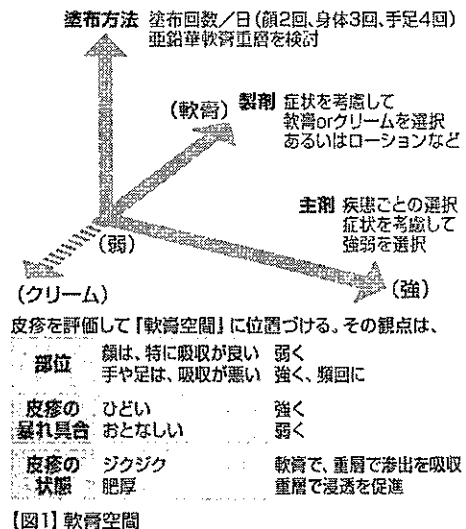 塗布方法 塗布回数／日(顔2回、身体3回、手足4回)
亜鉛華軟膏重層を検討
(軟膏)
製剤 症状を考慮して
軟膏orクリームを選択
あるいはローションなど
主剤 疾患ごとの選択
症状を考慮して
強弱を選択
(弱)
(クリーム)
(強)
皮疹を評価して『軟膏空間』に位置づける。その観点は、
部位 顔は、特に吸収が良い 弱く
手や足は、吸収が悪い 強く、頻回に
皮疹の ひどい 強く
暴れ具合 おとなしい 弱く
皮疹の ジクジク 軟膏で、重層で滲出を吸収
状態 肥厚 重層で浸透を促進
【図1】軟膏空間